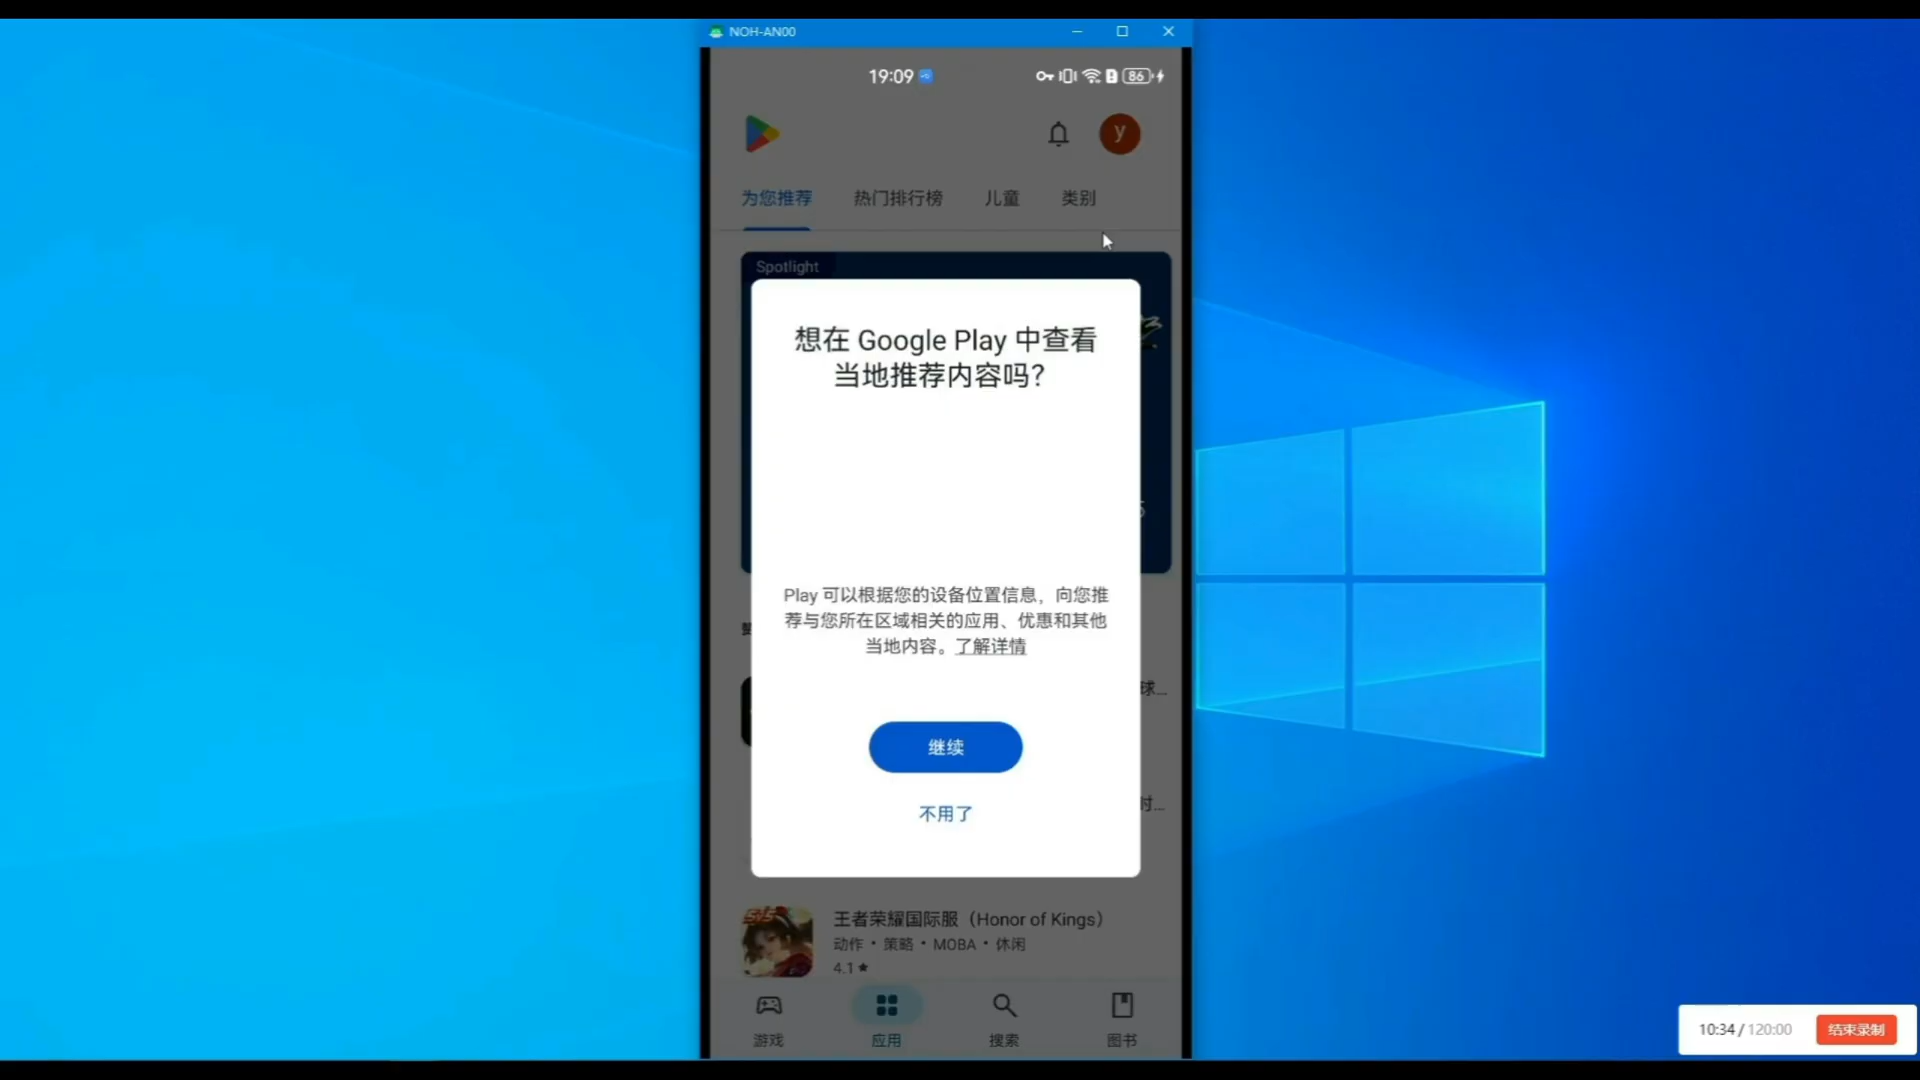 NOH-AN00
19:09
86
y
为您推荐 热门排行榜 儿童 类别
Spotlight
想在 Google Play 中查看
当地推荐内容吗？
Play 可以根据您的设备位置信息，向您推
荐与您所在区域相关的应用、优惠和其他
当地内容。了解详情
球...
继续
时...
不用了
王者荣耀国际服（Honor of Kings）
动作 • 策略 • MOBA • 休闲
4.1★
游戏 应用 搜索 图书
10:34 / 120:00 结束录制